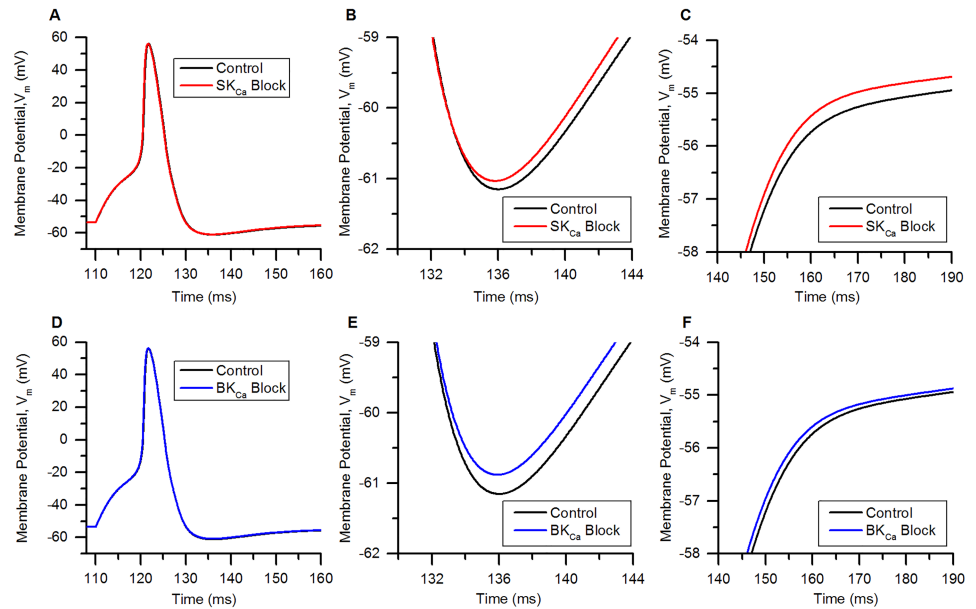 A
B
C
60
40
20
0
-20
-40
-60
Membrane Potential,Vm (mV)
Control
SKCa Block
110 120 130 140 150 160
Time (ms)
-59
-60
-61
-62
Membrane Potential, Vm (mV)
Control
SKCa Block
132 136 140 144
Time (ms)
-54
-55
-56
-57
-58
Membrane Potential, Vm (mV)
Control
SKCa Block
140 150 160 170 180 190
Time (ms)
D
E
F
60
40
20
0
-20
-40
-60
Membrane Potential, Vm (mV)
Control
BKCa Block
110 120 130 140 150 160
Time (ms)
-59
-60
-61
-62
Membrane Potential, Vm (mV)
Control
BKCa Block
132 136 140 144
Time (ms)
-54
-55
-56
-57
-58
Membrane Potential, Vm (mV)
Control
BKCa Block
140 150 160 170 180 190
Time (ms)